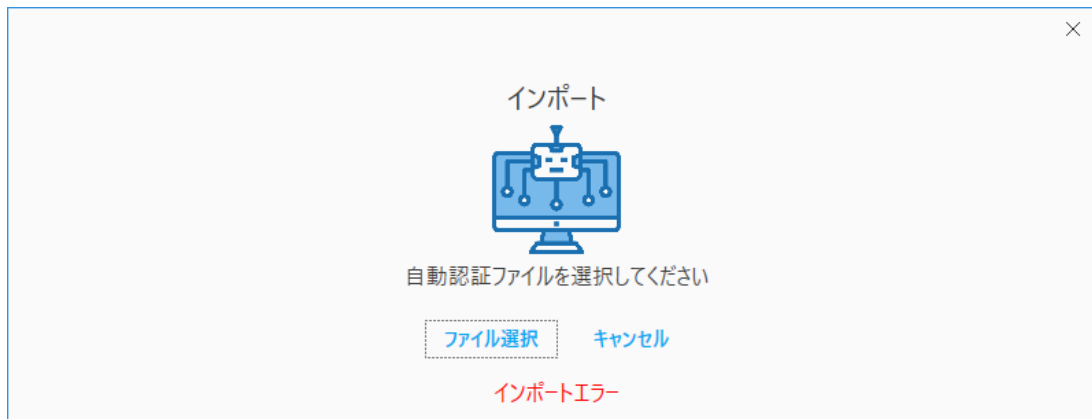 インポート
自動認証ファイルを選択してください
ファイル選択 キャンセル
インポートエラー